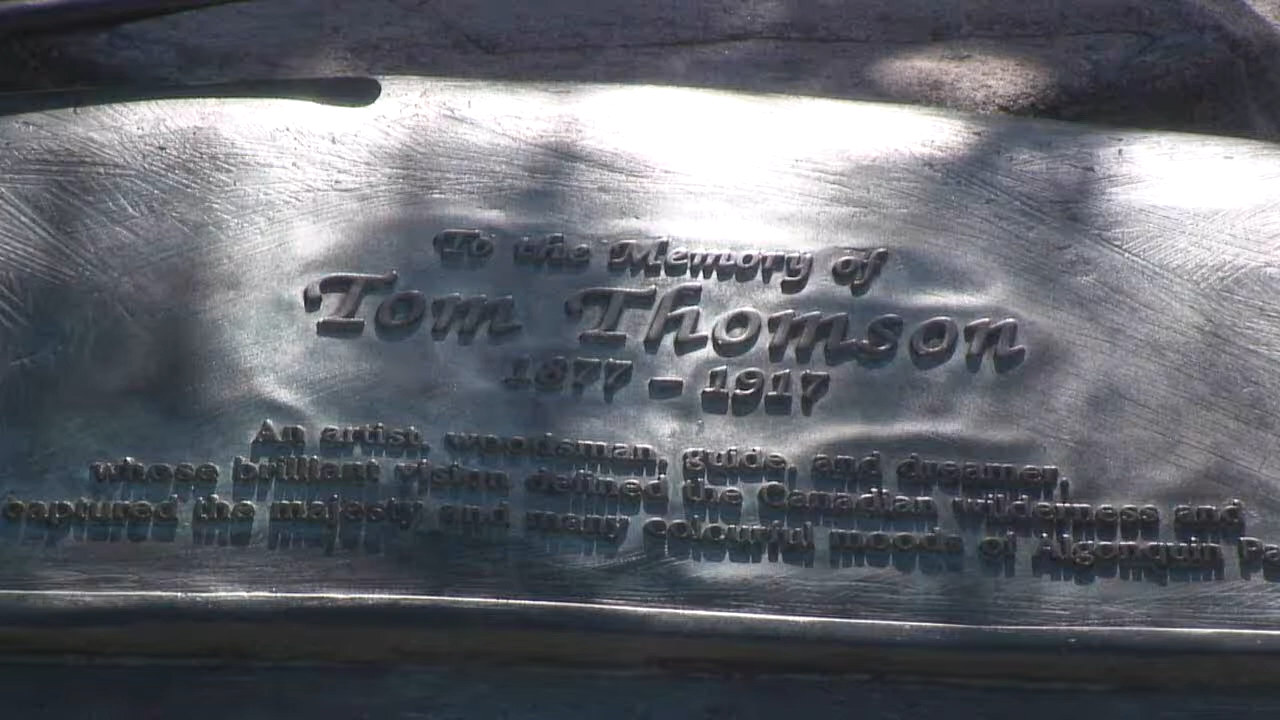 To the Memory of
Tom Thomson
1877 - 1917
An artist, woodsman, guide, and dreamer,
whose brilliant vision defined the Canadian wilderness and
captured the majesty and many colourful moods of Algonquin Pa